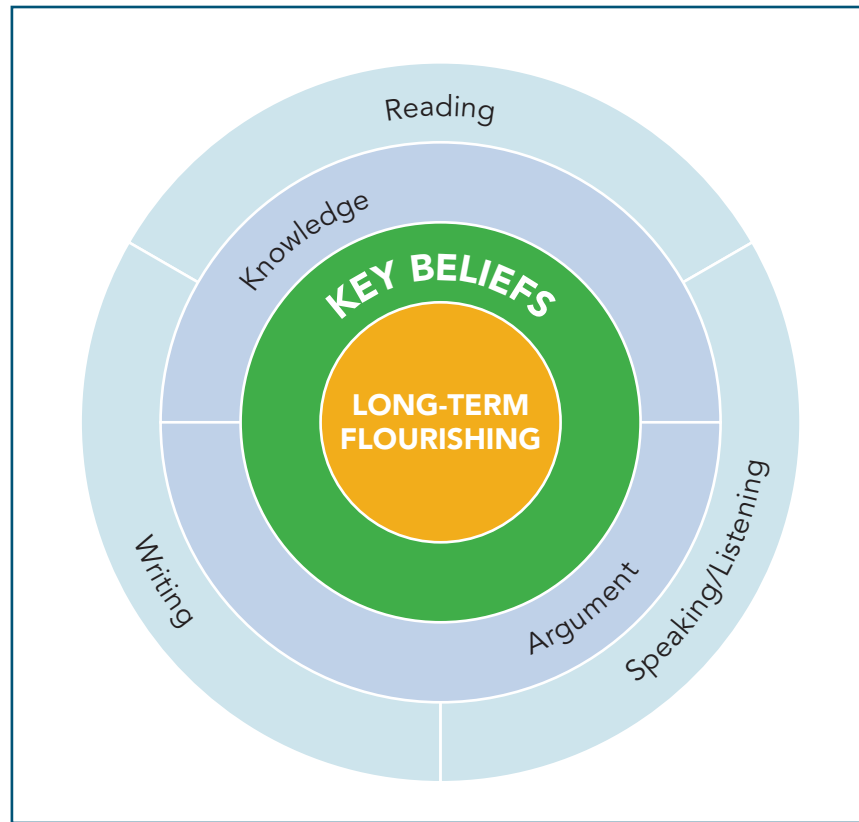 Reading
Knowledge
KEY BELIEFS
LONG-TERM
FLOURISHING
Writing
Argument
Speaking/Listening